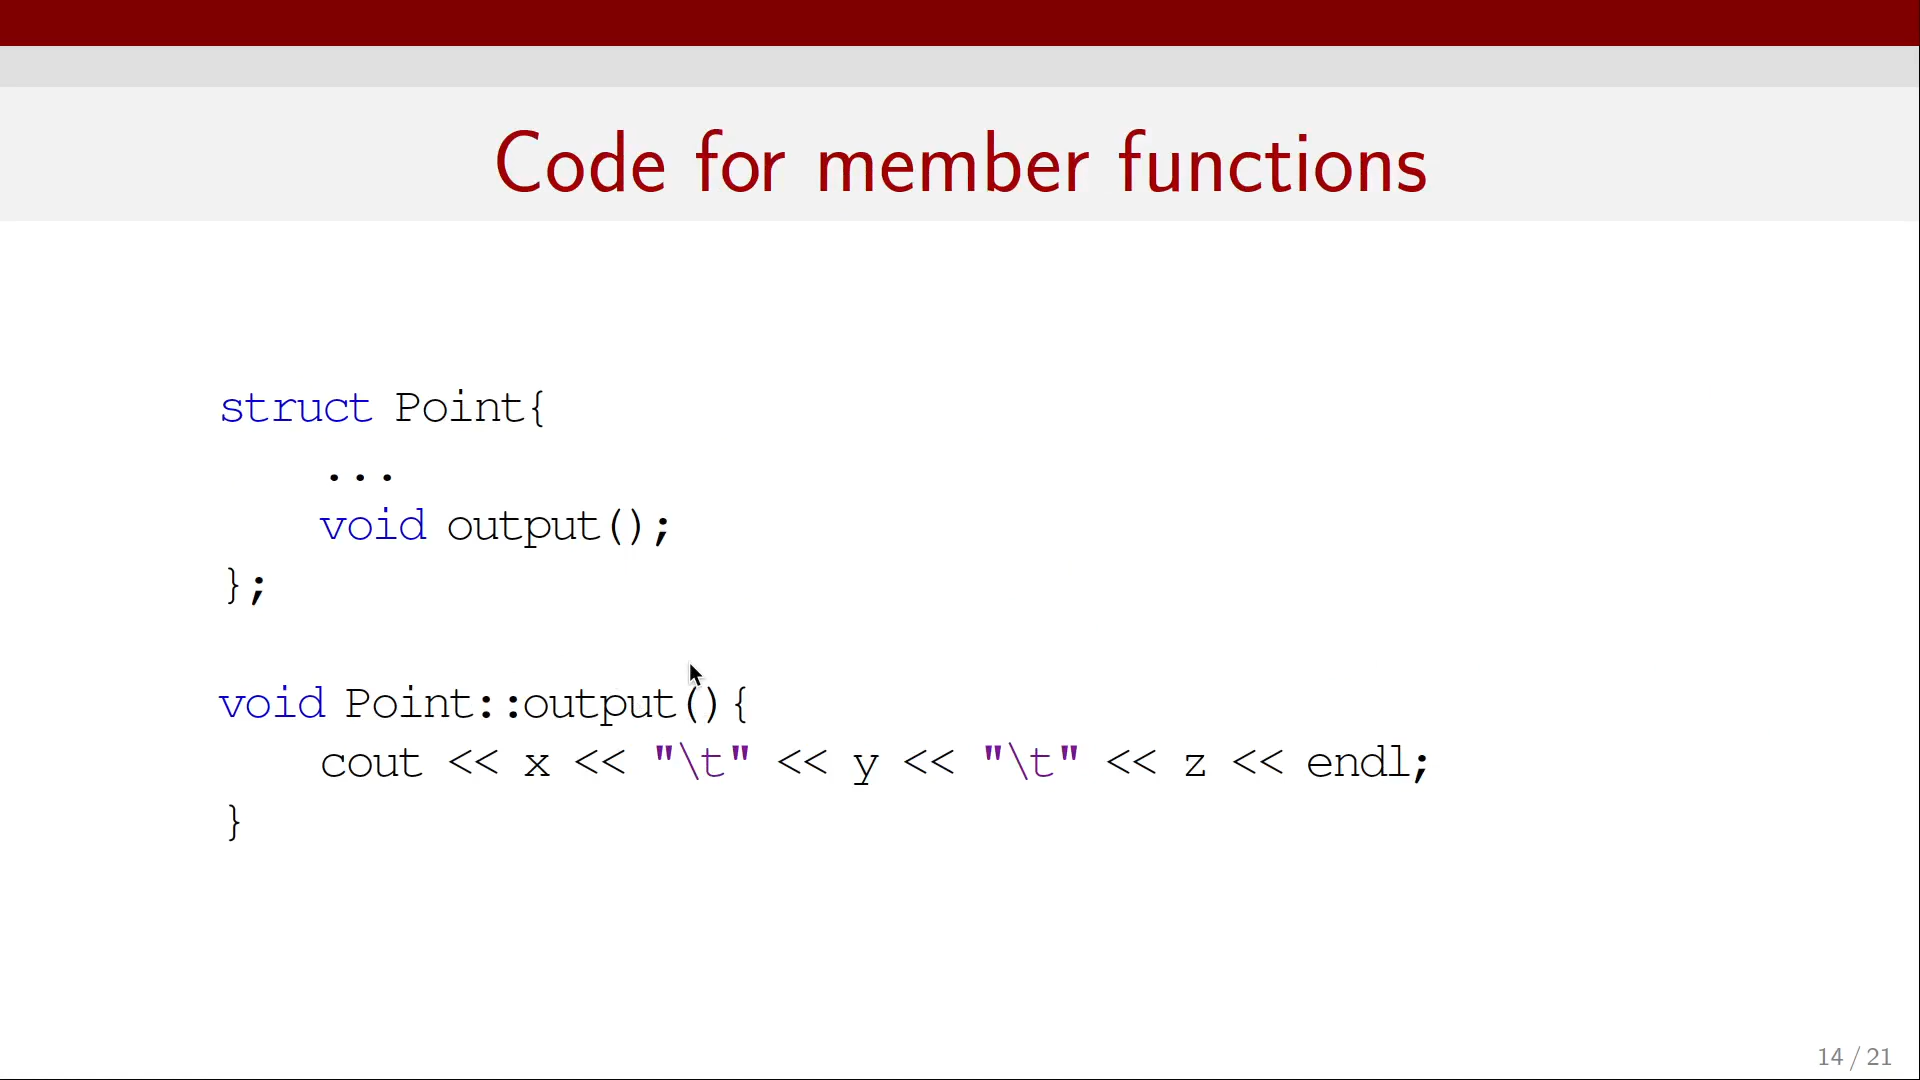 Code for member functions
struct Point{
...
void output();
};
void Point::output(){
cout << x << "\t" << y << "\t" << z << endl;
}
14 / 21